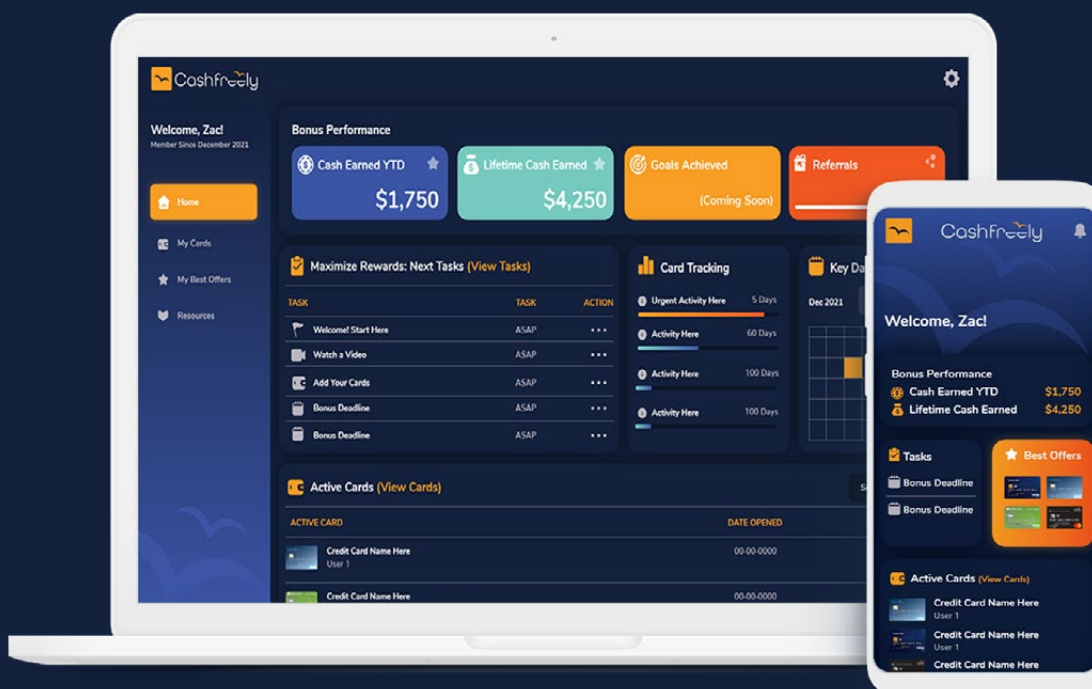 Cashfreely
Welcome, Zac!
Member Since December 2021
Home
My Cards
My Best Offers
Resources
Bonus Performance
Cash Earned YTD
$1,750
Lifetime Cash Earned
$4,250
Goals Achieved
(Coming Soon)
Referrals
Maximize Rewards: Next Tasks (View Tasks)
TASK TASK ACTION
Welcome! Start Here ASAP
Watch a Video ASAP
Add Your Cards ASAP
Bonus Deadline ASAP
Bonus Deadline ASAP
Card Tracking
Urgent Activity Here 5 Days
Activity Here 60 Days
Activity Here 100 Days
Activity Here 100 Days
Key Da
Dec 2021
Active Cards (View Cards)
ACTIVE CARD DATE OPENED
Credit Card Name Here 00-00-0000
User 1
Credit Card Name Here 00-00-0000
Cashfreely
Welcome, Zac!
Bonus Performance
Cash Earned YTD $1,750
Lifetime Cash Earned $4,250
Tasks
Bonus Deadline
Bonus Deadline
Best Offers
Active Cards (View Cards)
Credit Card Name Here
User 1
Credit Card Name Here
User 1
Credit Card Name Here